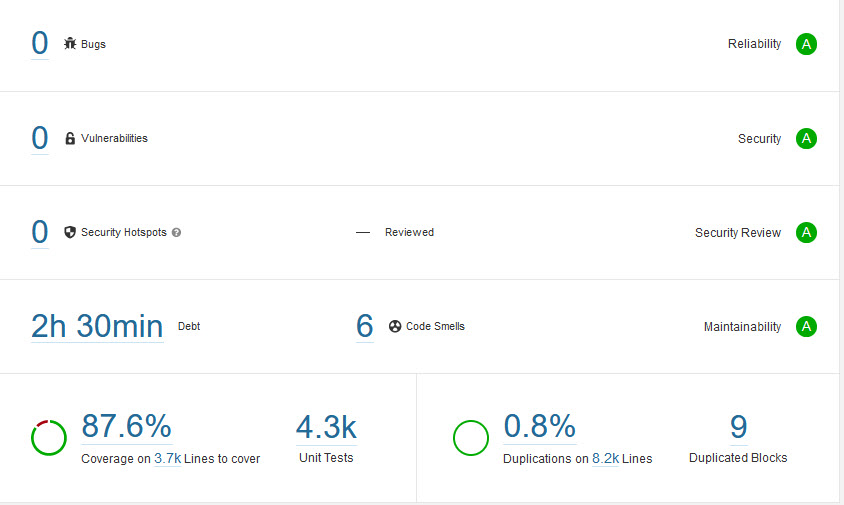 0 Bugs Reliability A
0 Vulnerabilities Security A
0 Security Hotspots ? — Reviewed Security Review A
2h 30min Debt 6 Code Smells Maintainability A
87.6% 4.3k 0.8% 9
Coverage on 3.7k Lines to cover Unit Tests Duplications on 8.2k Lines Duplicated Blocks